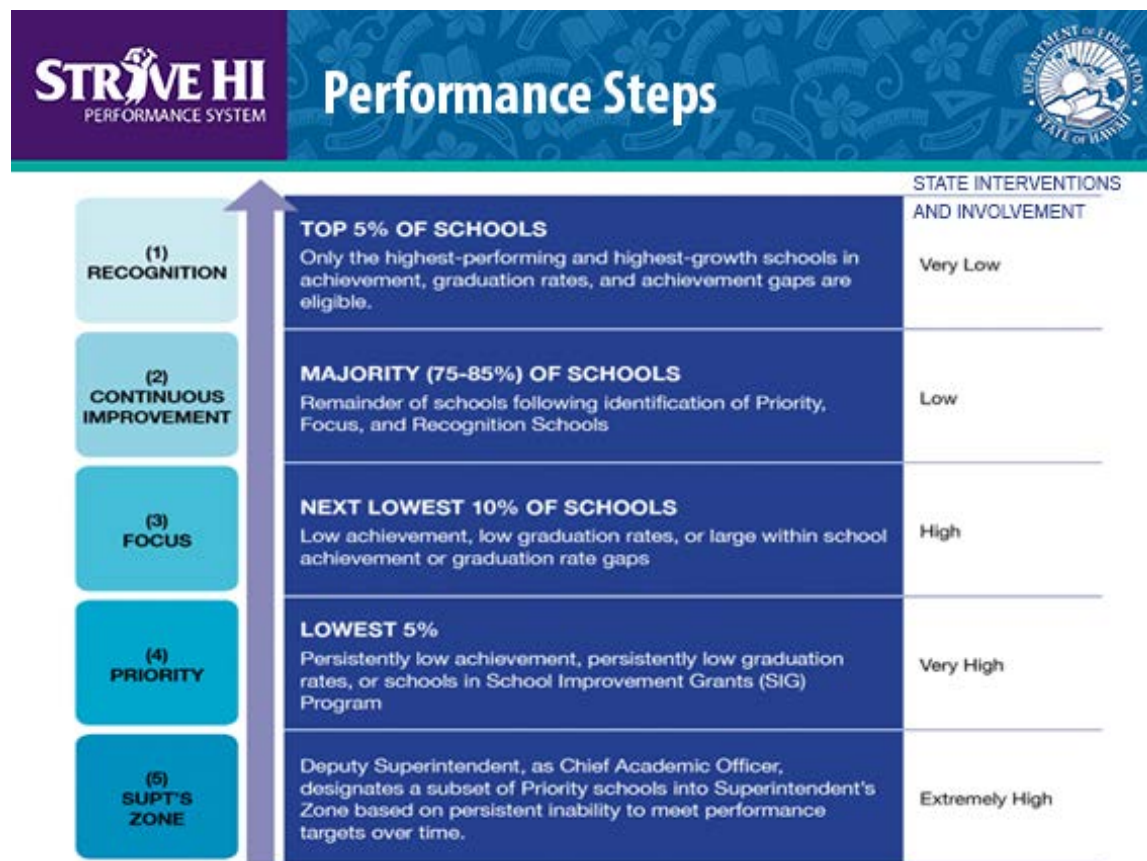 STRIVE HI
PERFORMANCE SYSTEM
Performance Steps
DEPARTMENT OF EDUCATION
STATE OF HAWAII
STATE INTERVENTIONS
AND INVOLVEMENT
(1)
RECOGNITION
TOP 5% OF SCHOOLS
Only the highest-performing and highest-growth schools in
achievement, graduation rates, and achievement gaps are
eligible.
Very Low
(2)
CONTINUOUS
IMPROVEMENT
MAJORITY (75-85%) OF SCHOOLS
Remainder of schools following identification of Priority,
Focus, and Recognition Schools
Low
(3)
FOCUS
NEXT LOWEST 10% OF SCHOOLS
Low achievement, low graduation rates, or large within school
achievement or graduation rate gaps
High
(4)
PRIORITY
LOWEST 5%
Persistently low achievement, persistently low graduation
rates, or schools in School Improvement Grants (SIG)
Program
Very High
(5)
SUPT'S
ZONE
Deputy Superintendent, as Chief Academic Officer,
designates a subset of Priority schools into Superintendent's
Zone based on persistent inability to meet performance
targets over time.
Extremely High